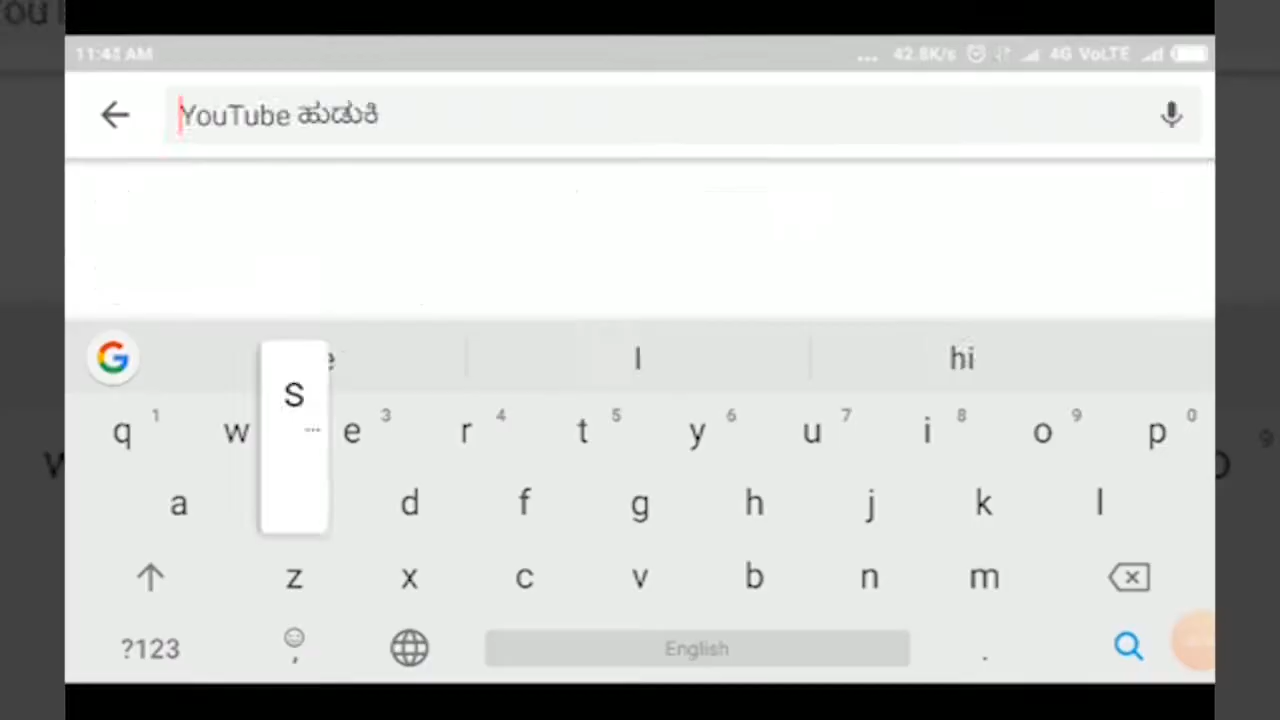 11:41 AM ... 42.8K/s 4G VoLTE
YouTube ಹುಡುಕಿ
G l hi
q 1 w e 3 r 4 t 5 y 6 u 7 i 8 o 9 p 0
S ...
a d f g h j k l
z x c v b n m
?123 , English .